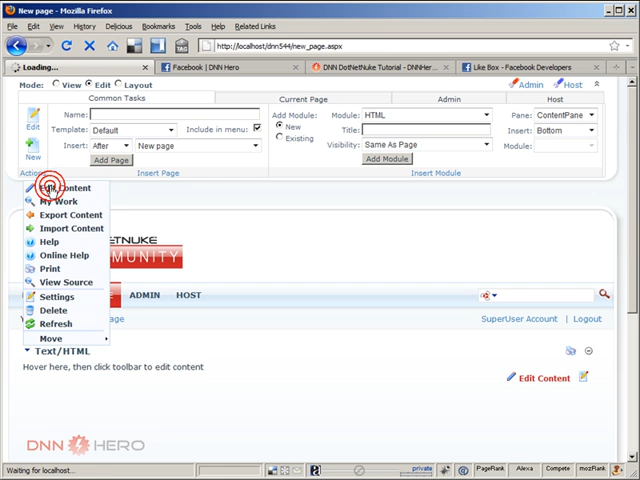 New page - Mozilla Firefox
File Edit View History Delicious Bookmarks Tools Related Links
http://localhost/dnn544/new_page.aspx
TAG
Loading... Facebook | DNN Hero DNN DotNetNuke Tutorial - DNNHer... Like Box - Facebook Developers
Mode: View Edit Layout Admin Host
Common Tasks Current Page Admin Host
Edit
New
Name:
Template: Default Include in menu:
Insert: After New page
Add Page
Insert Page
Add Module: New Existing
Module: HTML
Title:
Visibility: Same As Page
Add Module
Insert Module
Pane: ContentPane
Insert: Bottom
Module:
Edit Content
My Work
Export Content
Import Content
Help
Online Help
Print
View Source
Settings
Delete
Refresh
Move
ETNUKE
MUNITY
ADMIN HOST
SuperUser Account | Logout
Text/HTML
Hover here, then click toolbar to edit content
Edit Content
DNN HERO
Waiting for localhost... private PageRank Alexa Compete mozRank